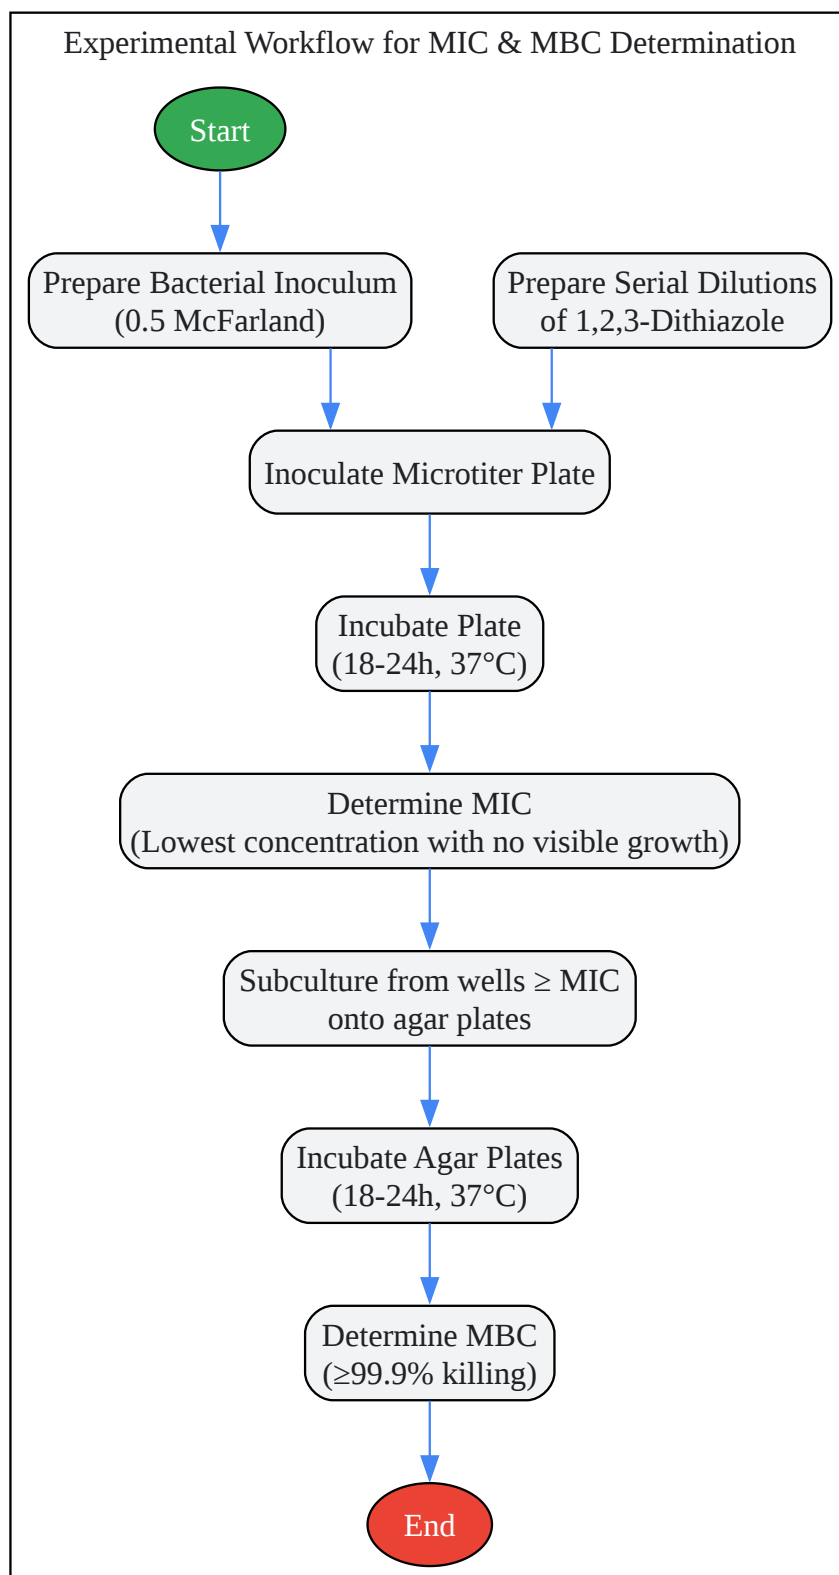 Experimental Workflow for MIC & MBC Determination
Start
Prepare Bacterial Inoculum
(0.5 McFarland)
Prepare Serial Dilutions
of 1,2,3-Dithiazole
Inoculate Microtiter Plate
Incubate Plate
(18-24h, 37°C)
Determine MIC
(Lowest concentration with no visible growth)
Subculture from wells ≥ MIC
onto agar plates
Incubate Agar Plates
(18-24h, 37°C)
Determine MBC
(≥99.9% killing)
End